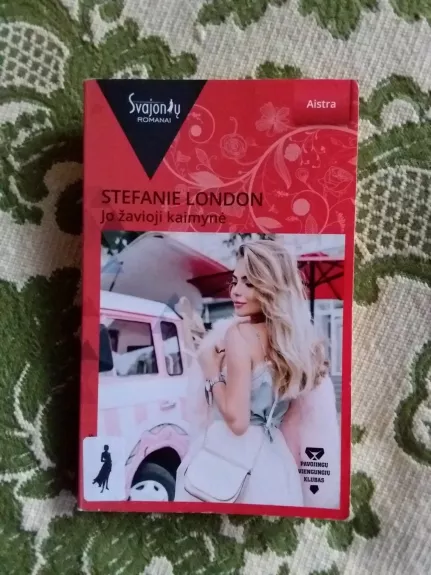 Svajonių
ROMANAI
Aistra
STEFANIE LONDON
Jo žavioji kaimynė
PAVOJINGŲ
VIENGUNGIŲ
KLUBAS